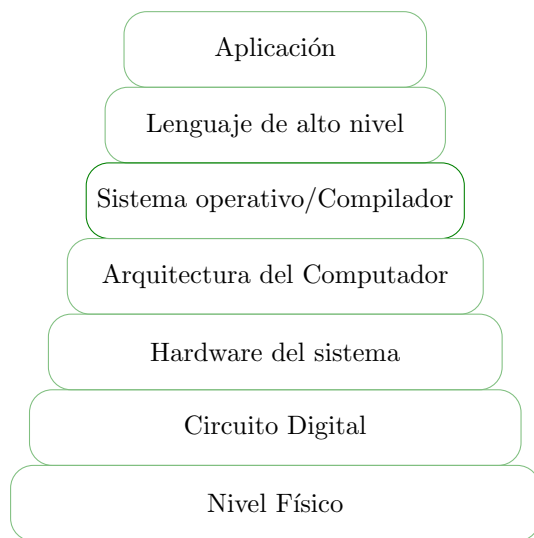 Aplicación
Lenguaje de alto nivel
Sistema operativo/Compilador
Arquitectura del Computador
Hardware del sistema
Circuito Digital
Nivel Físico